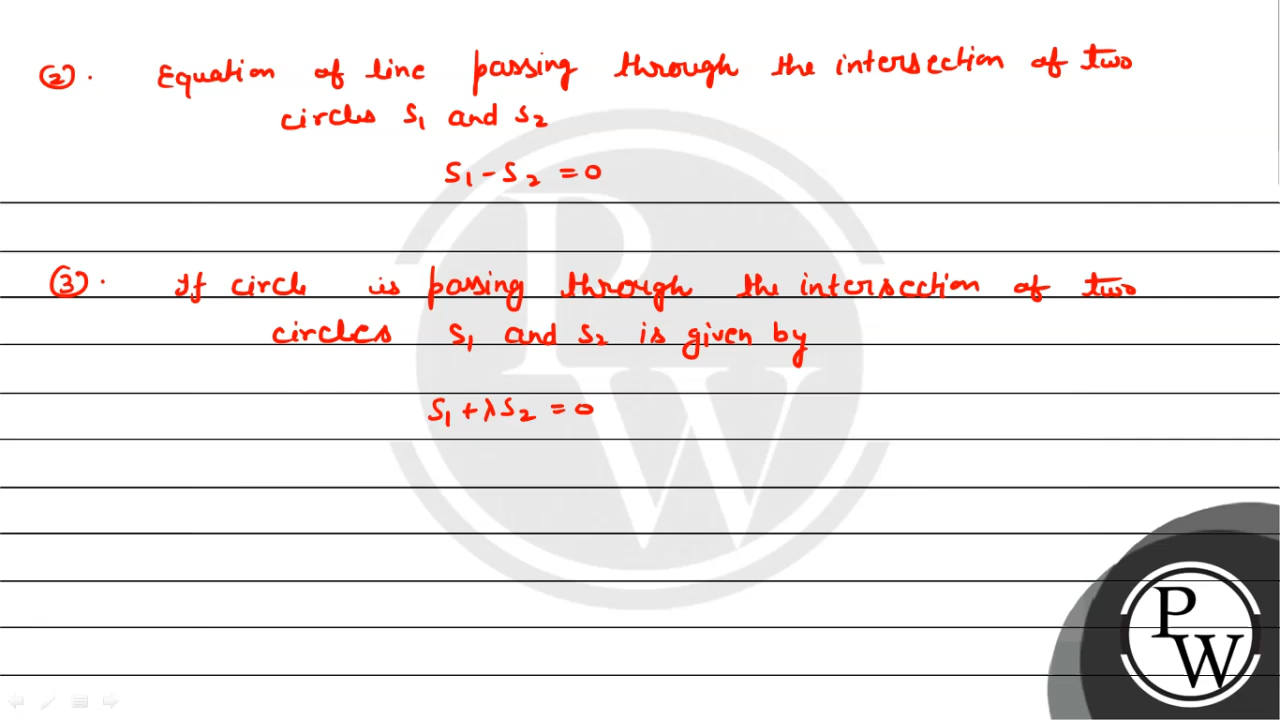 (2). Equation of line passing through the intersection of two
circles S₁ and S₂
S₁ - S₂ = 0
(3). If circle is passing through the intersection of two
circles S₁ and S₂ is given by
S₁ + λS₂ = 0
P
W
P
W